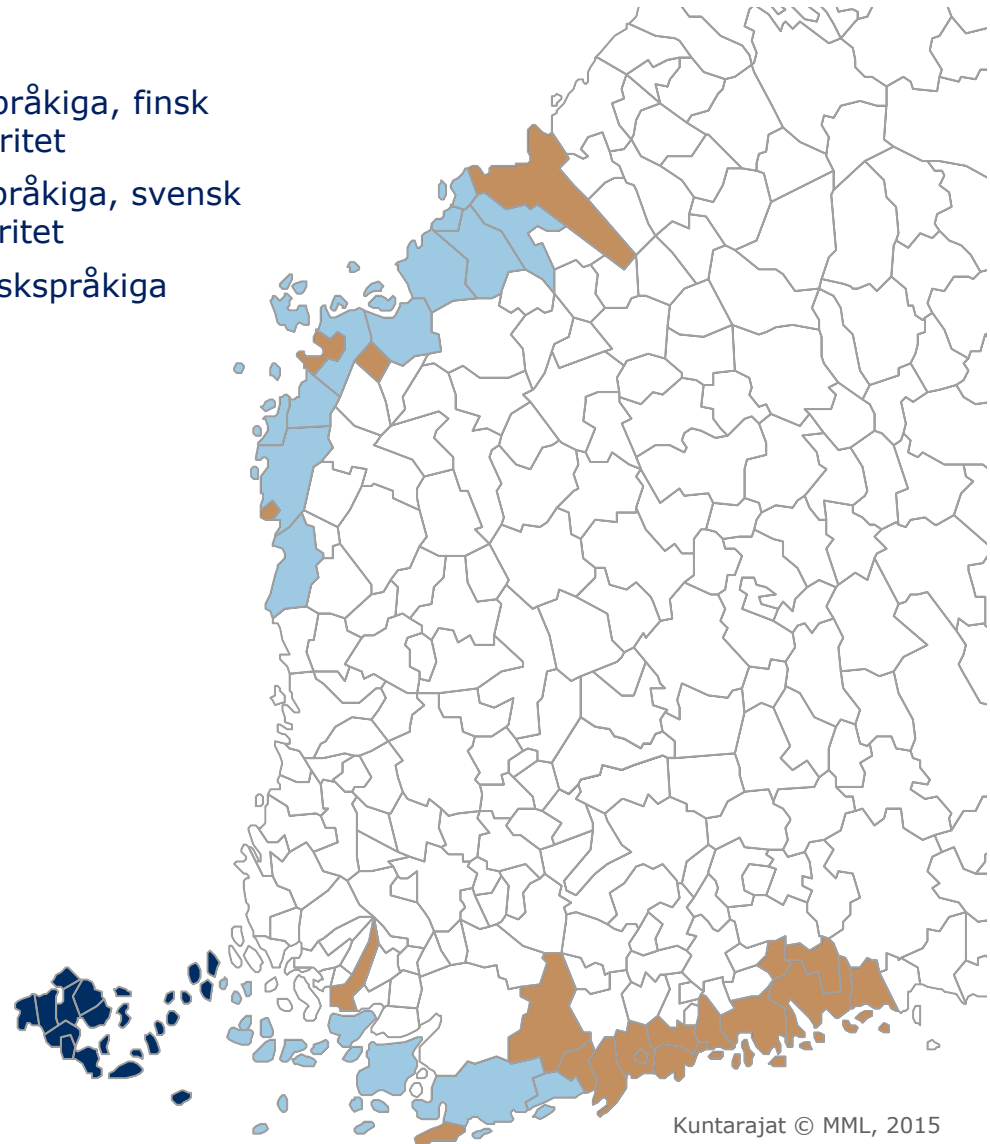 pråkiga, finsk
ritet
pråkiga, svensk
ritet
skspråkiga
Kuntarajat © MML, 2015